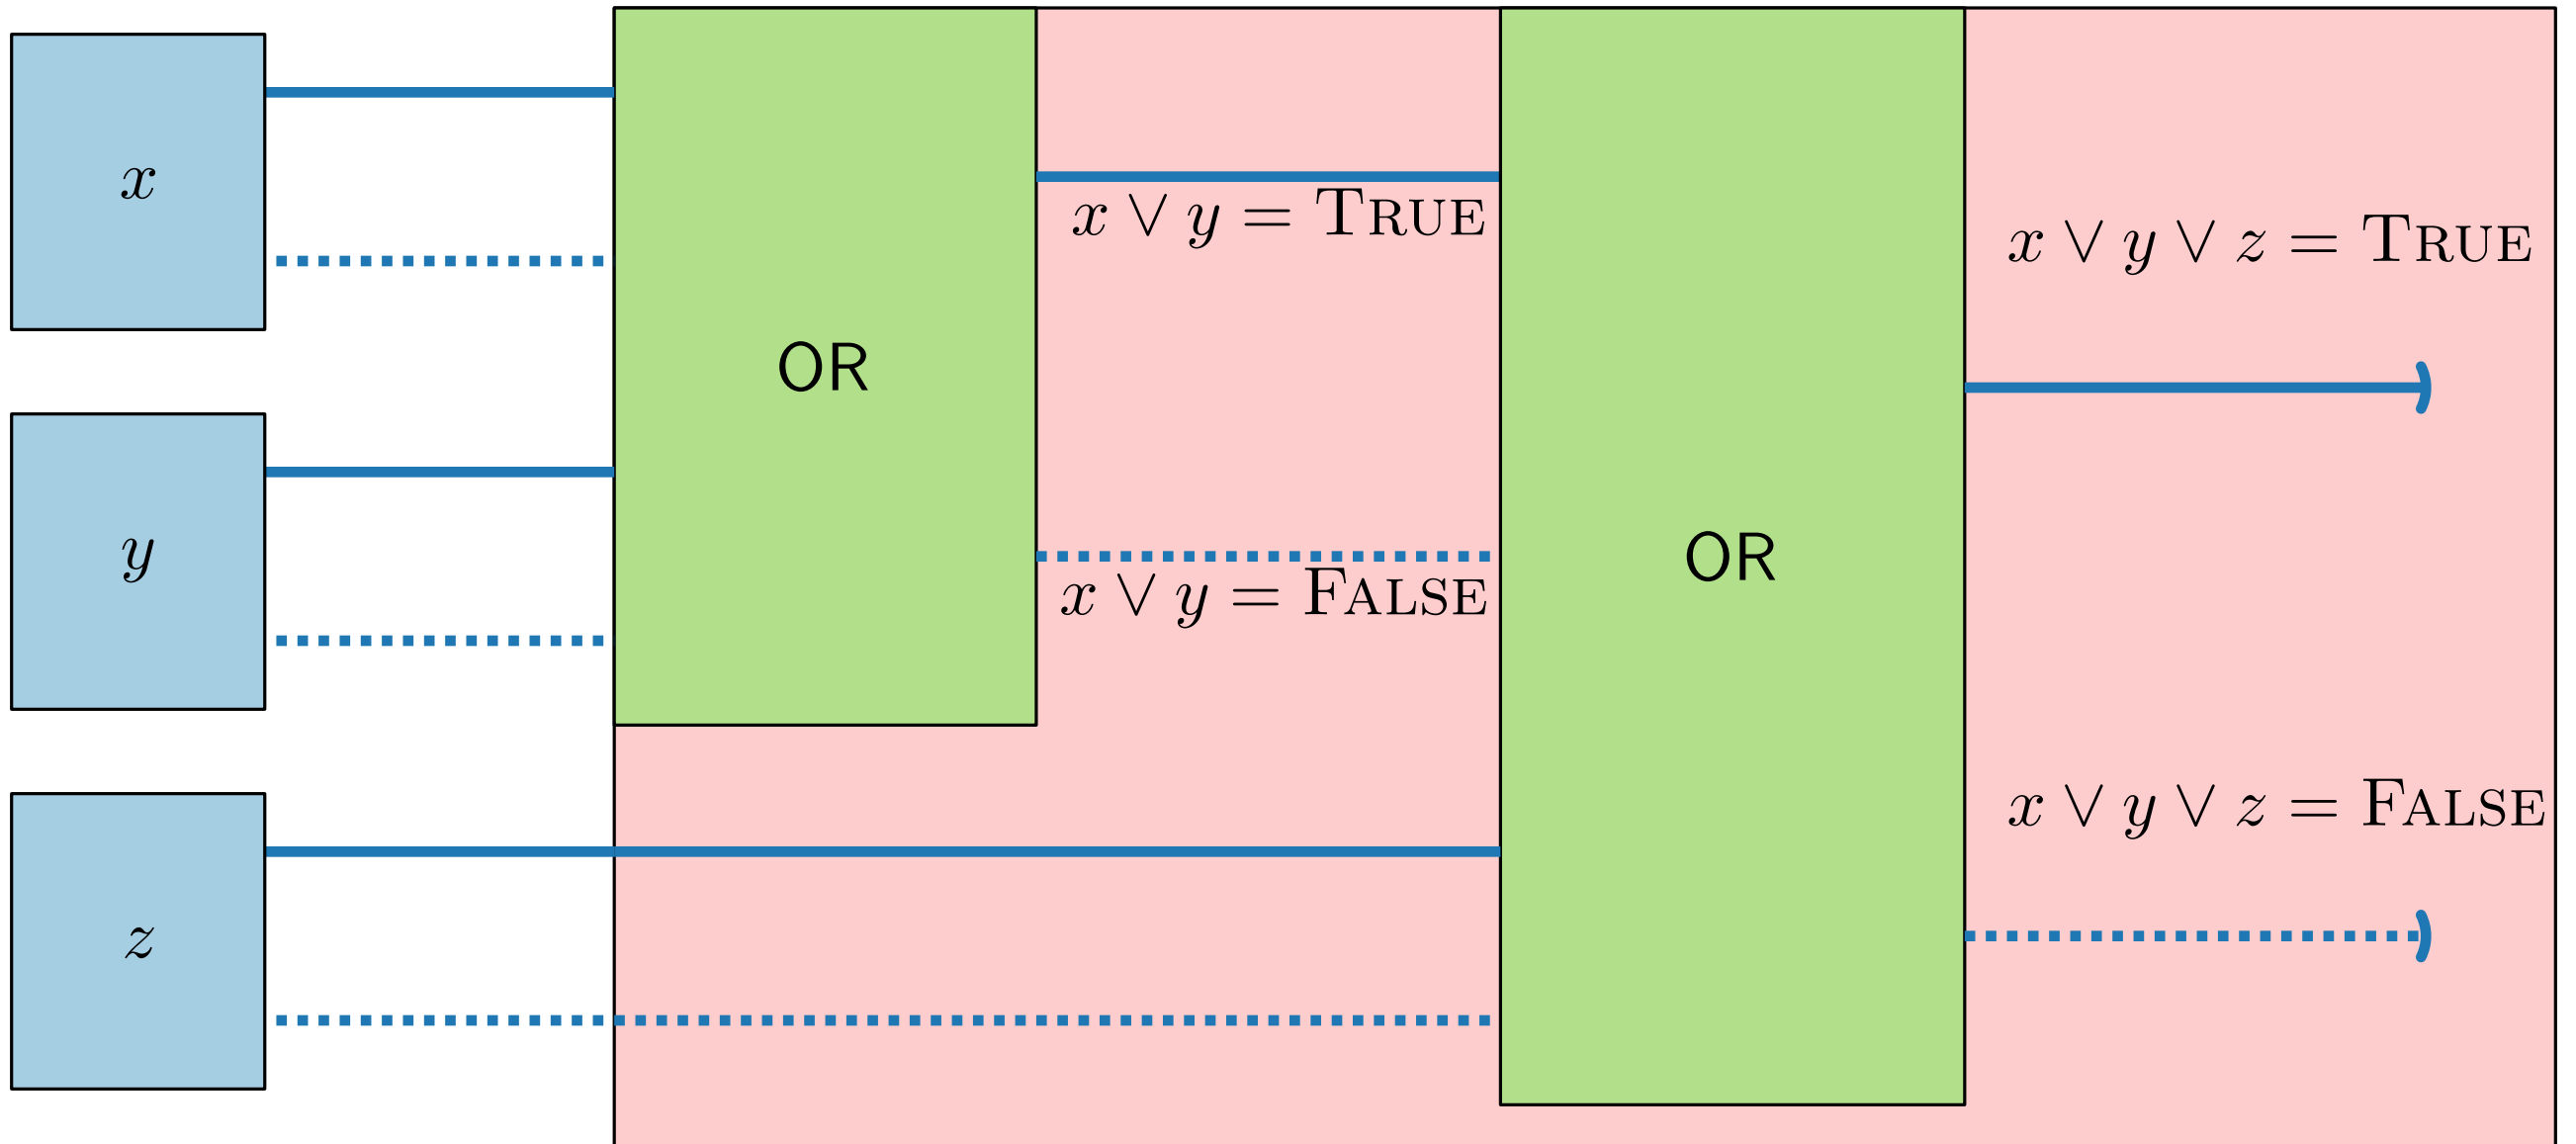 x
y
z
OR
x ∨ y = TRUE
x ∨ y = FALSE
OR
x ∨ y ∨ z = TRUE
x ∨ y ∨ z = FALSE